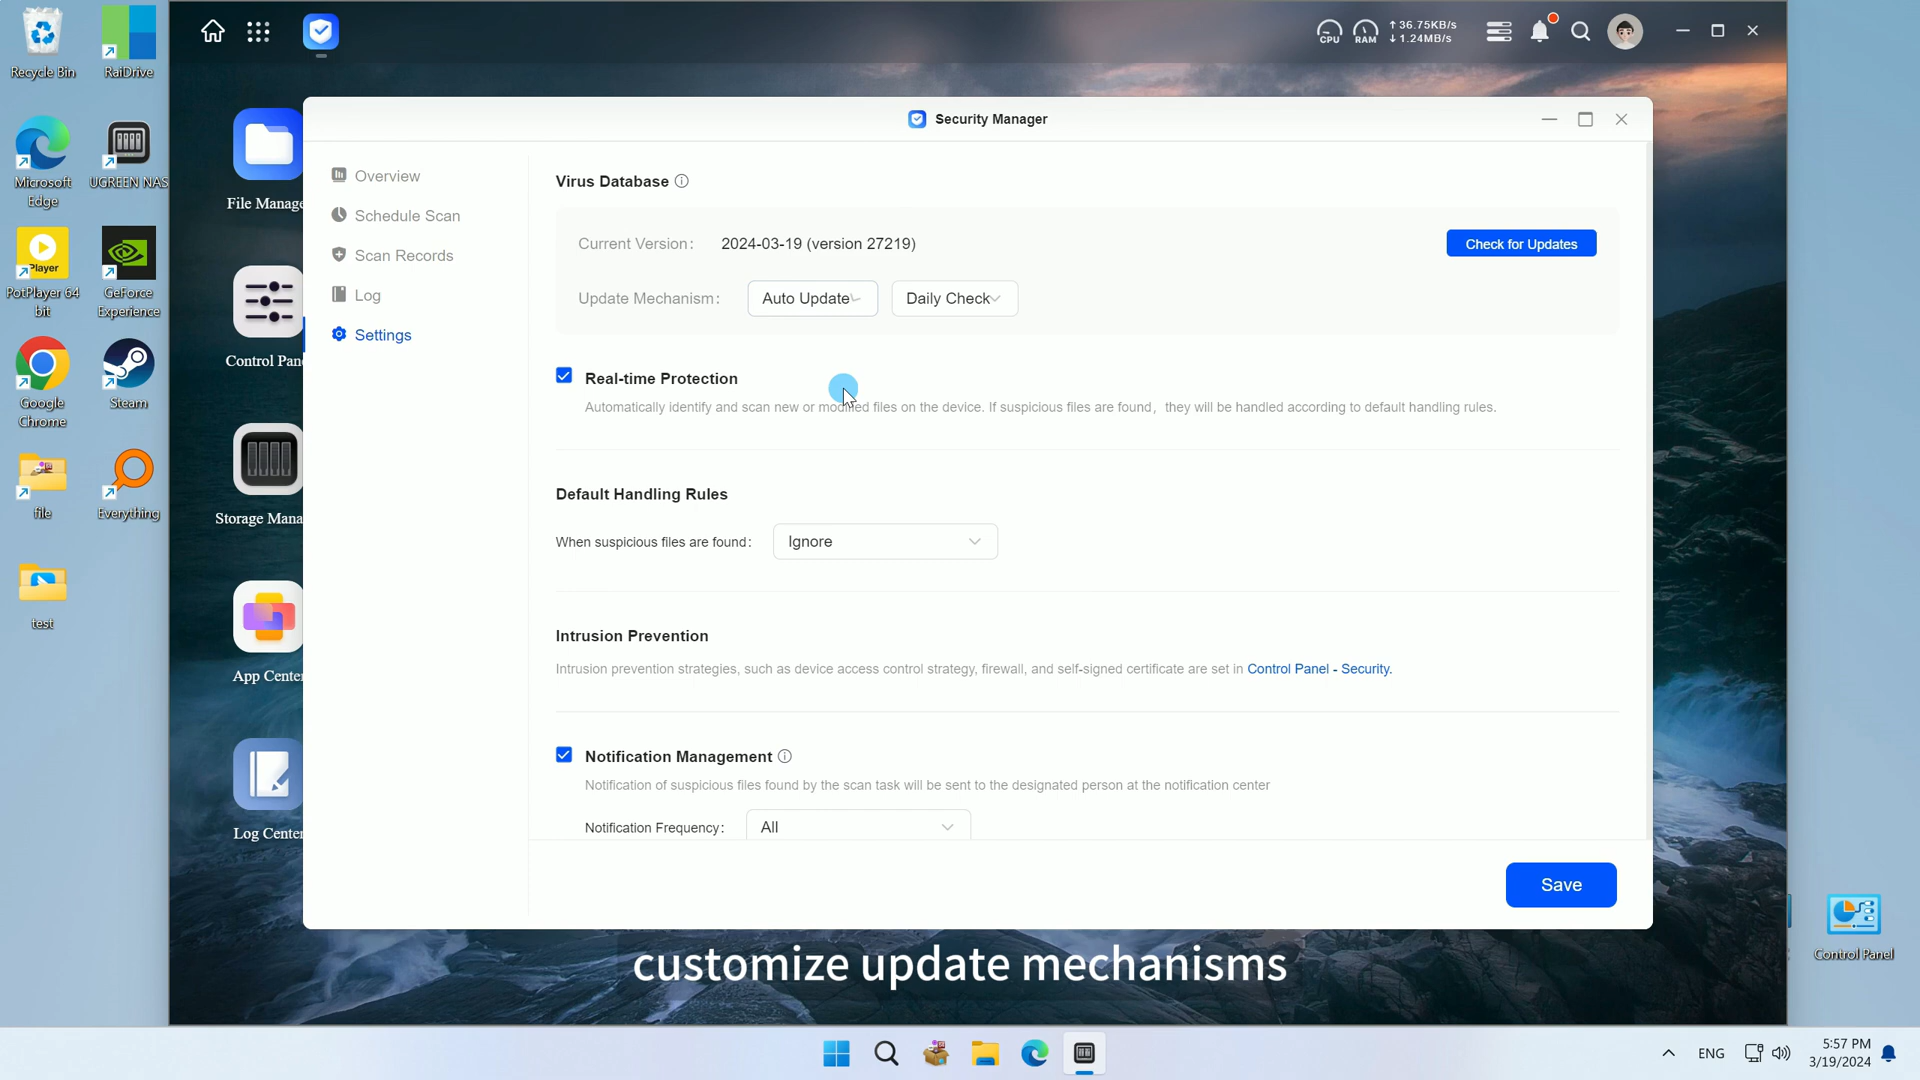 Recycle Bin
RaiDrive
Microsoft
Edge
UGREEN NAS
Player
PotPlayer 64
bit
GeForce
Experience
Google
Chrome
Steam
file
Everything
test
CPU
RAM
↑ 36.75KB/s
↓ 1.24MB/s
File Manage
Control Pan
Storage Mana
App Center
Log Center
Security Manager
Overview
Schedule Scan
Scan Records
Log
Settings
Virus Database
Current Version: 2024-03-19 (version 27219)
Check for Updates
Update Mechanism: Auto Update Daily Check
Real-time Protection
Automatically identify and scan new or modified files on the device. If suspicious files are found, they will be handled according to default handling rules.
Default Handling Rules
When suspicious files are found: Ignore
Intrusion Prevention
Intrusion prevention strategies, such as device access control strategy, firewall, and self-signed certificate are set in Control Panel - Security.
Notification Management
Notification of suspicious files found by the scan task will be sent to the designated person at the notification center
Notification Frequency: All
Save
customize update mechanisms
Control Panel
ENG
5:57 PM
3/19/2024